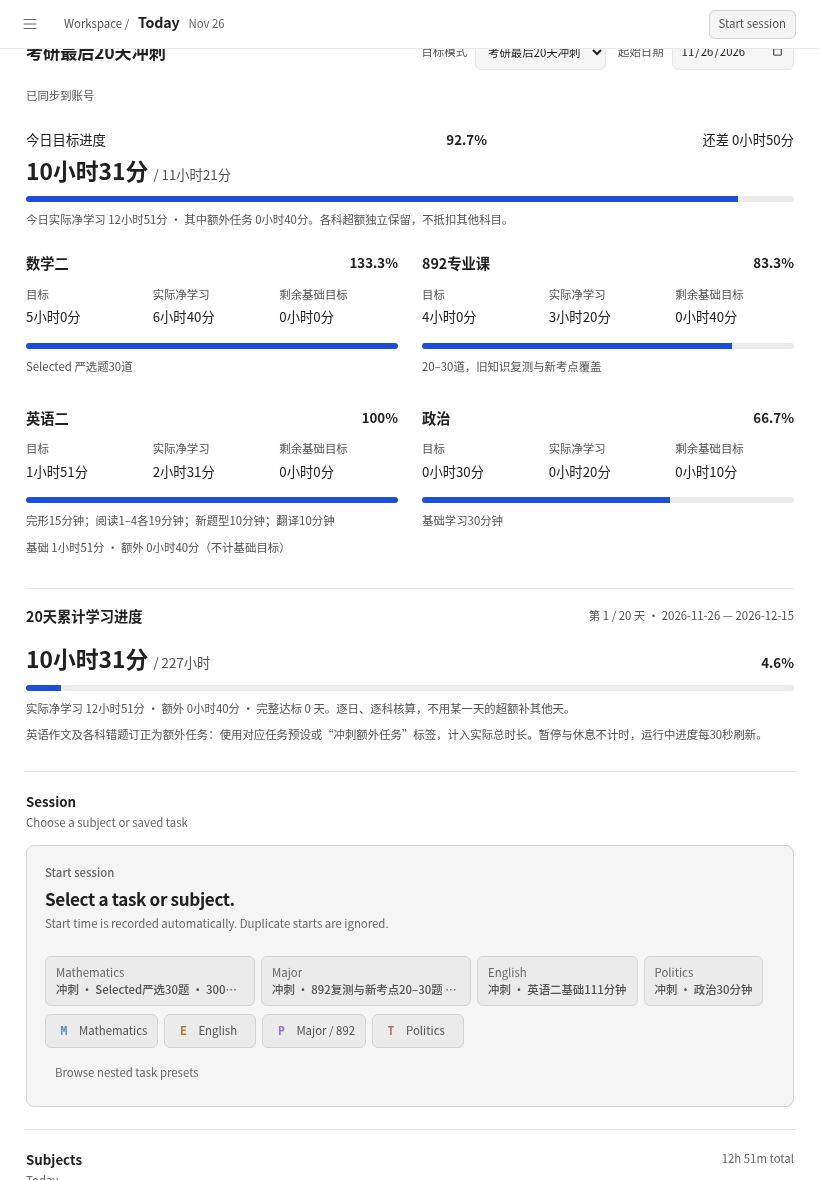 Workspace / Today Nov 26
Start session
考研最后20天冲刺
目标模式 考研最后20天冲刺 起始日期 11/26/2026
已同步到账号
今日目标进度 92.7% 还差 0小时50分
10小时31分 / 11小时21分
今日实际净学习 12小时51分 · 其中额外任务 0小时40分。各科超额独立保留，不抵扣其他科目。
数学二 133.3%
目标 实际净学习 剩余基础目标
5小时0分 6小时40分 0小时0分
Selected 严选题30道
892专业课 83.3%
目标 实际净学习 剩余基础目标
4小时0分 3小时20分 0小时40分
20–30道，旧知识复测与新考点覆盖
英语二 100%
目标 实际净学习 剩余基础目标
1小时51分 2小时31分 0小时0分
完形15分钟；阅读1–4各19分钟；新题型10分钟；翻译10分钟
基础 1小时51分 · 额外 0小时40分（不计基础目标）
政治 66.7%
目标 实际净学习 剩余基础目标
0小时30分 0小时20分 0小时10分
基础学习30分钟
20天累计学习进度 第 1 / 20 天 · 2026-11-26 — 2026-12-15
10小时31分 / 227小时 4.6%
实际净学习 12小时51分 · 额外 0小时40分 · 完整达标 0 天。逐日、逐科核算，不用某一天的超额补其他天。
英语作文及各科错题订正为额外任务：使用对应任务预设或“冲刺额外任务”标签，计入实际总时长。暂停与休息不计时，运行中进度每30秒刷新。
Session
Choose a subject or saved task
Start session
Select a task or subject.
Start time is recorded automatically. Duplicate starts are ignored.
Mathematics
冲刺 · Selected严选30题 · 300…
Major
冲刺 · 892复测与新考点20–30题 …
English
冲刺 · 英语二基础111分钟
Politics
冲刺 · 政治30分钟
M Mathematics
E English
P Major / 892
T Politics
Browse nested task presets
Subjects 12h 51m total
Today